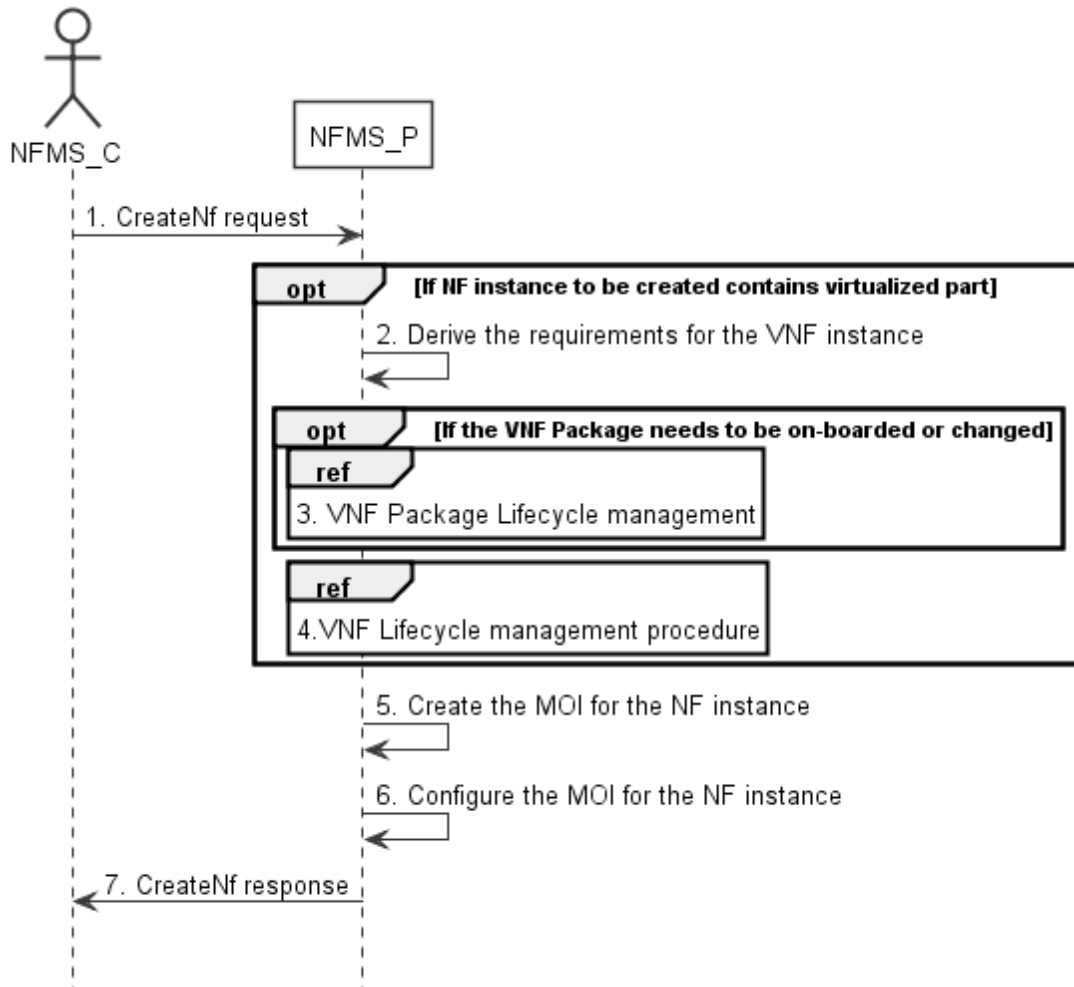 NFMS_C
NFMS_P
1. CreateNf request
opt
[If NF instance to be created contains virtualized part]
2. Derive the requirements for the VNF instance
opt
[If the VNF Package needs to be on-boarded or changed]
ref
3. VNF Package Lifecycle management
ref
4.VNF Lifecycle management procedure
5. Create the MOI for the NF instance
6. Configure the MOI for the NF instance
7. CreateNf response